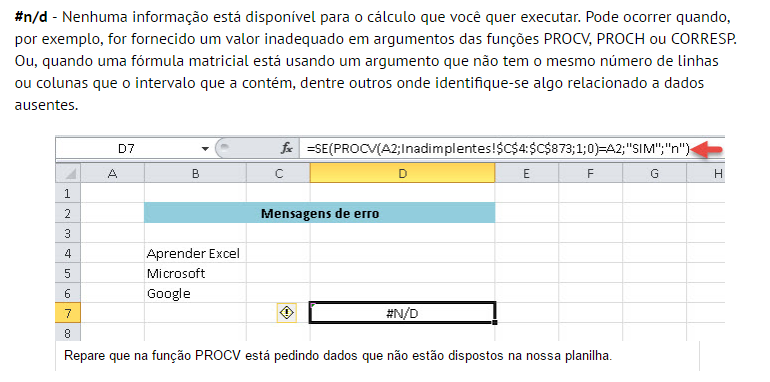 #n/d - Nenhuma informação está disponível para o cálculo que você quer executar. Pode ocorrer quando,
por exemplo, for fornecido um valor inadequado em argumentos das funções PROCV, PROCH ou CORRESP.
Ou, quando uma fórmula matricial está usando um argumento que não tem o mesmo número de linhas
ou colunas que o intervalo que a contém, dentre outros onde identifique-se algo relacionado a dados
ausentes.
D7 fx =SE(PROCV(A2;Inadimplentes!$C$4:$C$873;1;0)=A2;"SIM";"n")
A B C D E F G H
1
2 Mensagens de erro
3
4 Aprender Excel
5 Microsoft
6 Google
7 #N/D
8
Repare que na função PROCV está pedindo dados que não estão dispostos na nossa planilha.